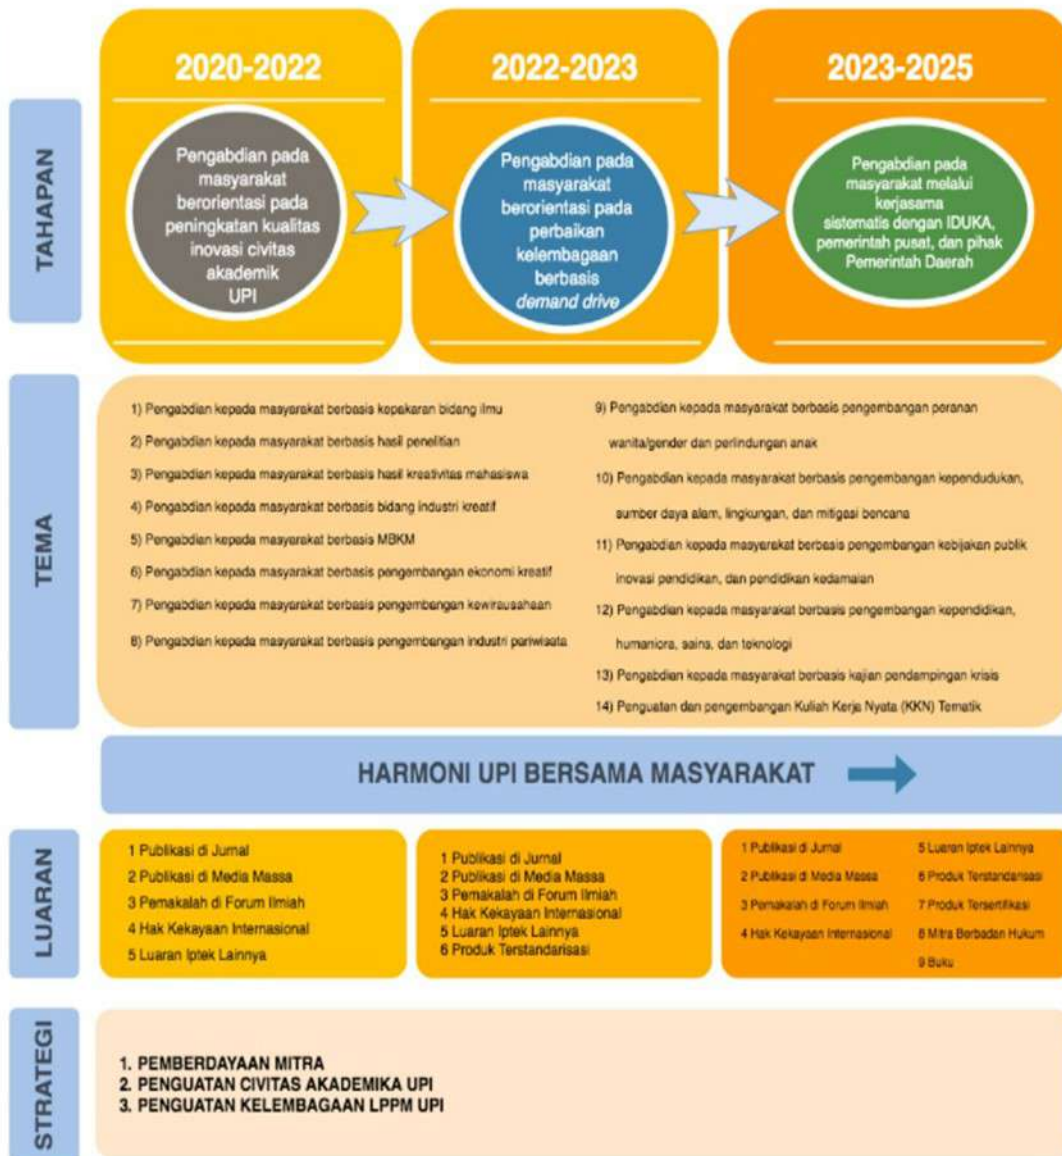 2020-2022
2022-2023
2023-2025
TAHAPAN
Pengabdian pada
masyarakat
berorientasi pada
peningkatan kualitas
inovasi civitas
akademik
UPI
Pengabdian pada
masyarakat
berorientasi pada
perbaikan
kelembagaan
berbasis
demand drive
Pengabdian pada
masyarakat melalui
kerjasama
sistematis dengan IDUKA,
pemerintah pusat, dan pihak
Pemerintah Daerah
TEMA
1) Pengabdian kepada masyarakat berbasis kepakaran bidang ilmu
2) Pengabdian kepada masyarakat berbasis hasil penelitian
3) Pengabdian kepada masyarakat berbasis hasil kreativitas mahasiswa
4) Pengabdian kepada masyarakat berbasis bidang industri kreatif
5) Pengabdian kepada masyarakat berbasis MBKM
6) Pengabdian kepada masyarakat berbasis pengembangan ekonomi kreatif
7) Pengabdian kepada masyarakat berbasis pengembangan kewirausahaan
8) Pengabdian kepada masyarakat berbasis pengembangan industri pariwisata
9) Pengabdian kepada masyarakat berbasis pengembangan peranan
wanita/gender dan perlindungan anak
10) Pengabdian kepada masyarakat berbasis pengembangan kependudukan,
sumber daya alam, lingkungan, dan mitigasi bencana
11) Pengabdian kepada masyarakat berbasis pengembangan kebijakan publik
inovasi pendidikan, dan pendidikan kedamaian
12) Pengabdian kepada masyarakat berbasis pengembangan kependidikan,
humaniora, sains, dan teknologi
13) Pengabdian kepada masyarakat berbasis kajian pendampingan krisis
14) Penguatan dan pengembangan Kuliah Kerja Nyata (KKN) Tematik
HARMONI UPI BERSAMA MASYARAKAT
LUARAN
1 Publikasi di Jurnal
2 Publikasi di Media Massa
3 Pemakalah di Forum Ilmiah
4 Hak Kekayaan Internasional
5 Luaran Iptek Lainnya
1 Publikasi di Jurnal
2 Publikasi di Media Massa
3 Pemakalah di Forum Ilmiah
4 Hak Kekayaan Internasional
5 Luaran Iptek Lainnya
6 Produk Terstandarisasi
1 Publikasi di Jurnal
2 Publikasi di Media Massa
3 Pemakalah di Forum Ilmiah
4 Hak Kekayaan Internasional
5 Luaran Iptek Lainnya
6 Produk Terstandarisasi
7 Produk Tersertifikasi
8 Mitra Berbadan Hukum
9 Buku
STRATEGI
1. PEMBERDAYAAN MITRA
2. PENGUATAN CIVITAS AKADEMIKA UPI
3. PENGUATAN KELEMBAGAAN LPPM UPI